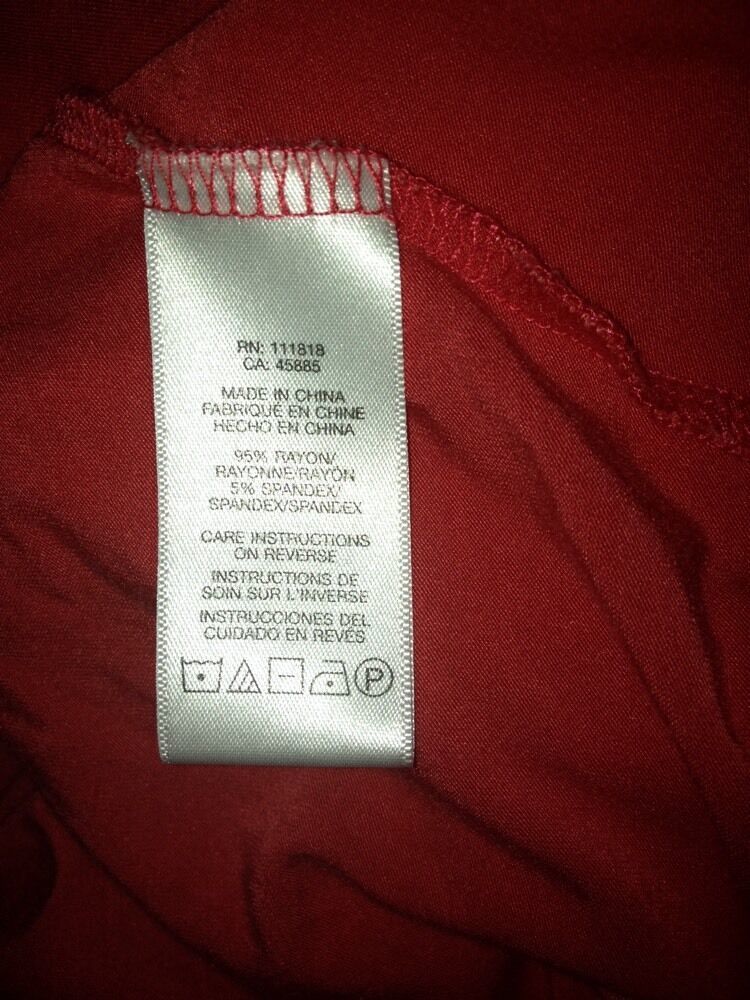 RN: 111818
CA: 45885
MADE IN CHINA
FABRIQUÉ EN CHINE
HECHO EN CHINA
95% RAYON/
RAYONNE/RAYÓN
5% SPANDEX/
SPANDEX/SPANDEX
CARE INSTRUCTIONS
ON REVERSE
INSTRUCTIONS DE
SOIN SUR L'INVERSE
INSTRUCCIONES DEL
CUIDADO EN REVÉS
P